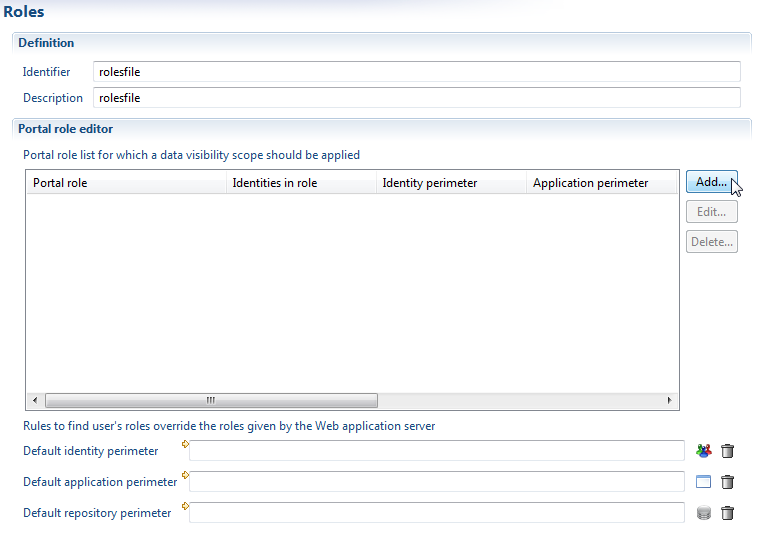 Roles
Definition
Identifier rolesfile
Description rolesfile
Portal role editor
Portal role list for which a data visibility scope should be applied
Portal role Identities in role Identity perimeter Application perimeter
Add...
Edit...
Delete...
Rules to find user's roles override the roles given by the Web application server
Default identity perimeter
Default application perimeter
Default repository perimeter